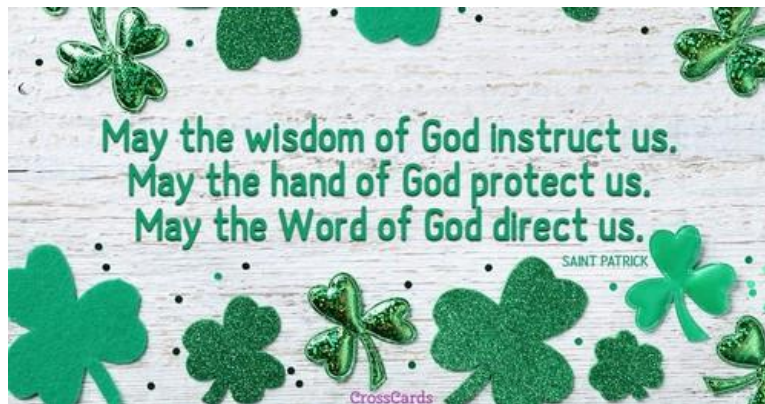 May the wisdom of God instruct us.
May the hand of God protect us.
May the Word of God direct us.
SAINT PATRICK
CrossCards